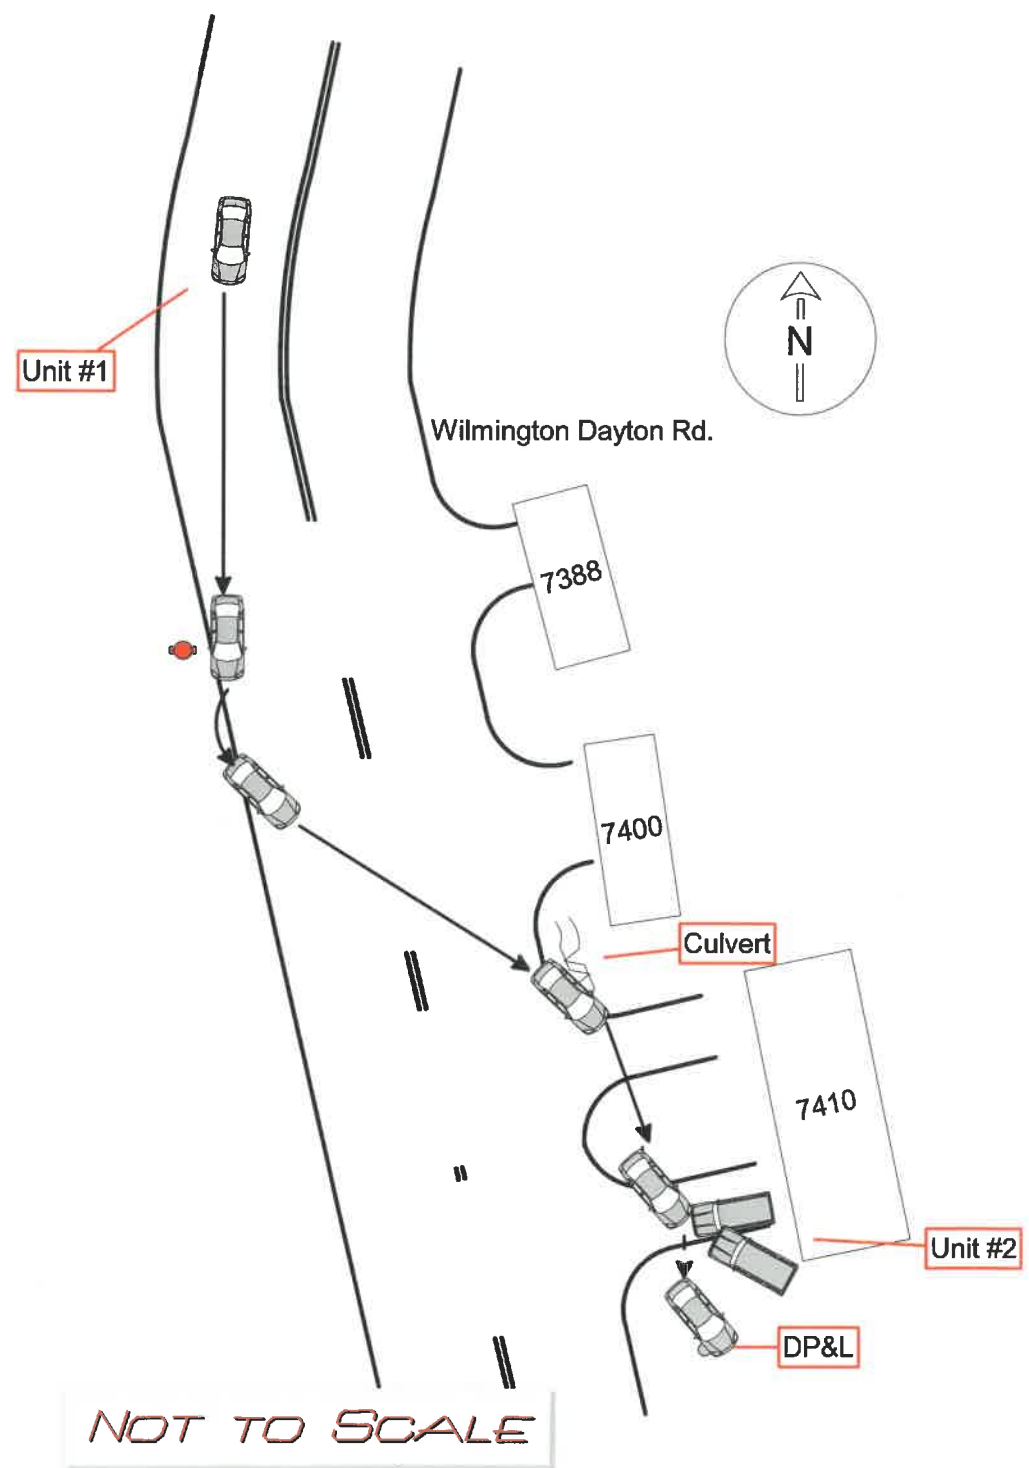 Unit #1
N
Wilmington Dayton Rd.
7388
7400
Culvert
7410
Unit #2
DP&L
NOT TO SCALE